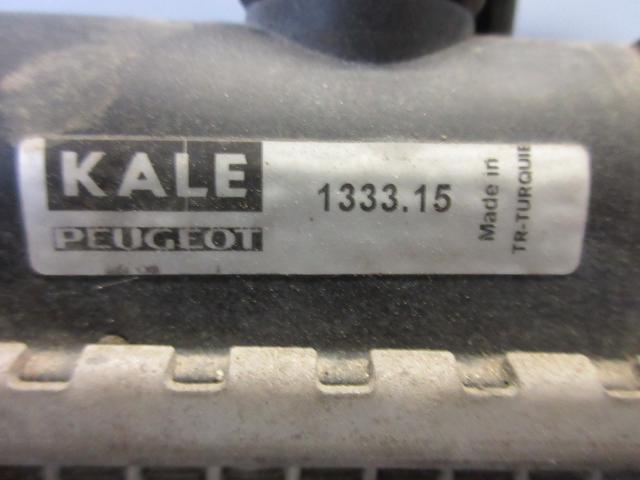 KALE
PEUGEOT
1333.15
Made in
TR-TURQUIE